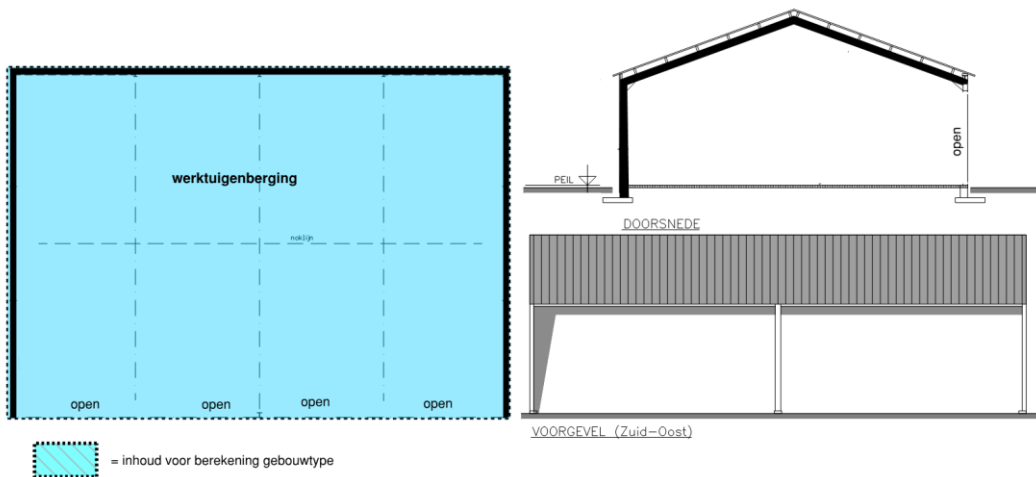 werktuigenberging
noklijn
open open open open
= inhoud voor berekening gebouwtype
open
PEIL
DOORSNEDE
VOORGEVEL (Zuid-Oost)